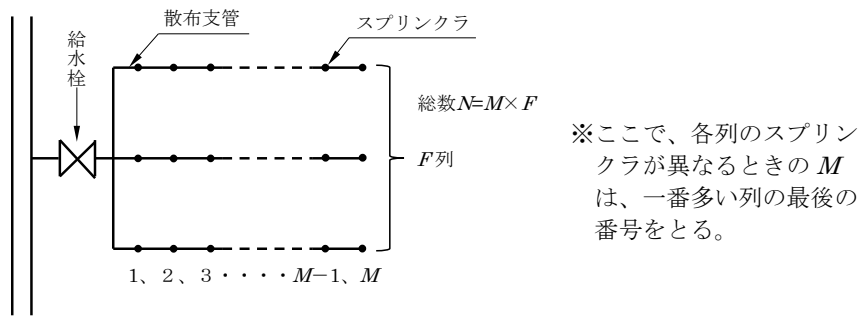 散布支管
スプリンクラ
給水栓
総数N=M×F
F列
1、2、3・・・・M−1、M
※ここで、各列のスプリン
クラが異なるときの M
は、一番多い列の最後の
番号をとる。